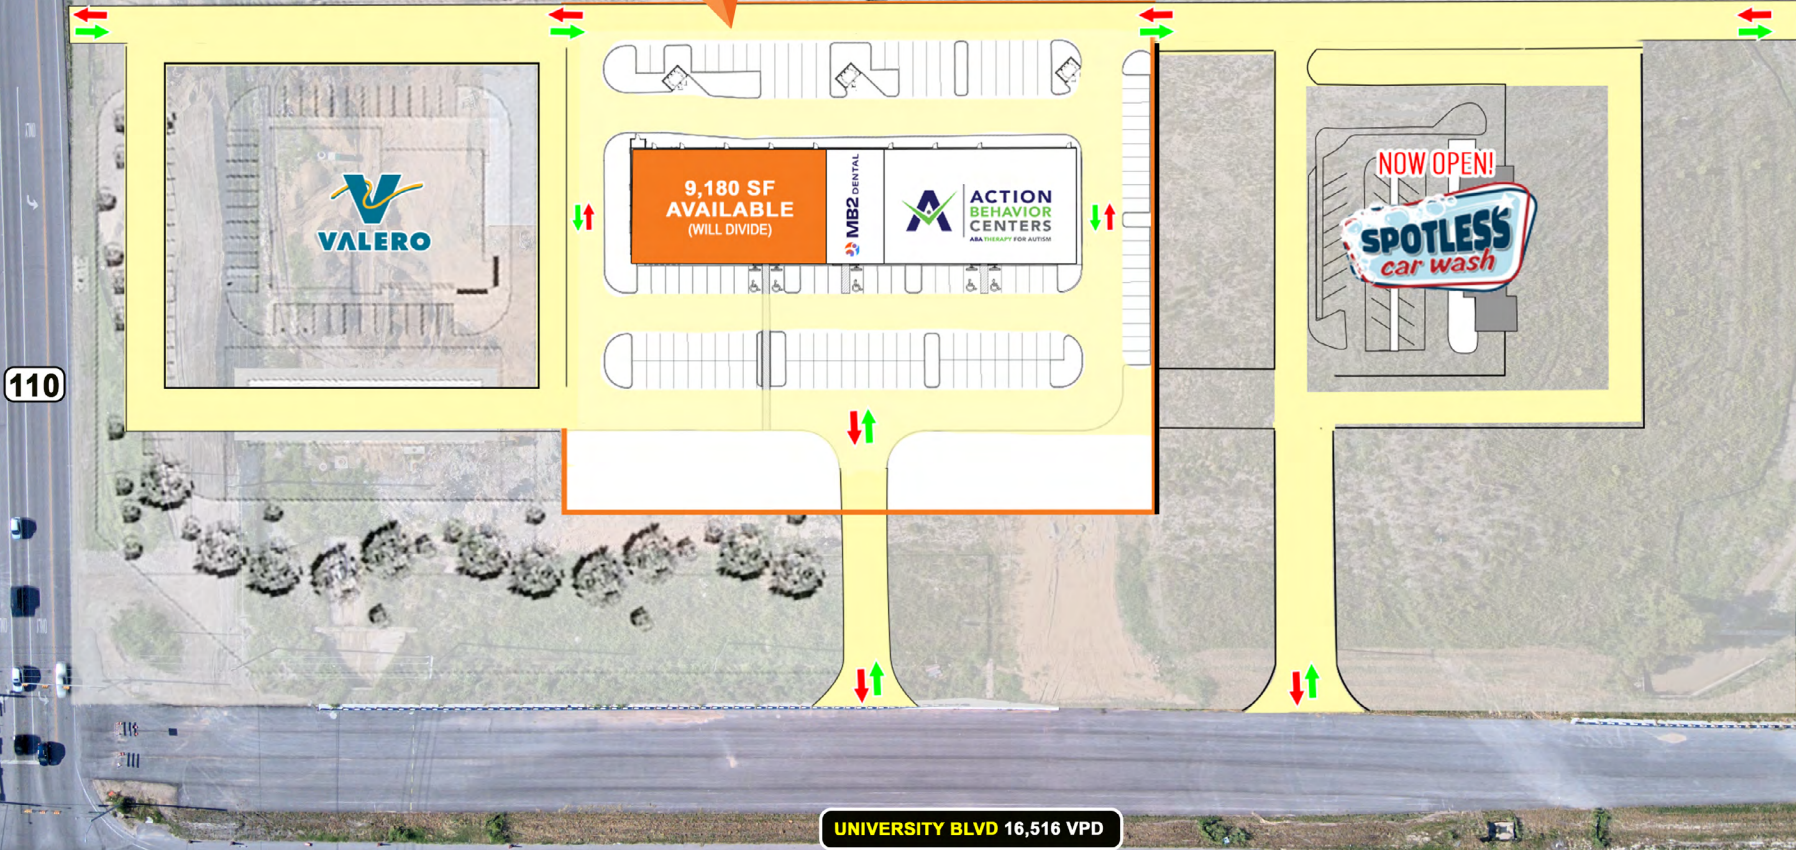 NOW OPEN!
SPOTLESS
car wash
VALERO
9,180 SF
AVAILABLE
(WILL DIVIDE)
MB2 DENTAL
ACTION
BEHAVIOR
CENTERS
ABA THERAPY FOR AUTISM
110
UNIVERSITY BLVD 16,516 VPD